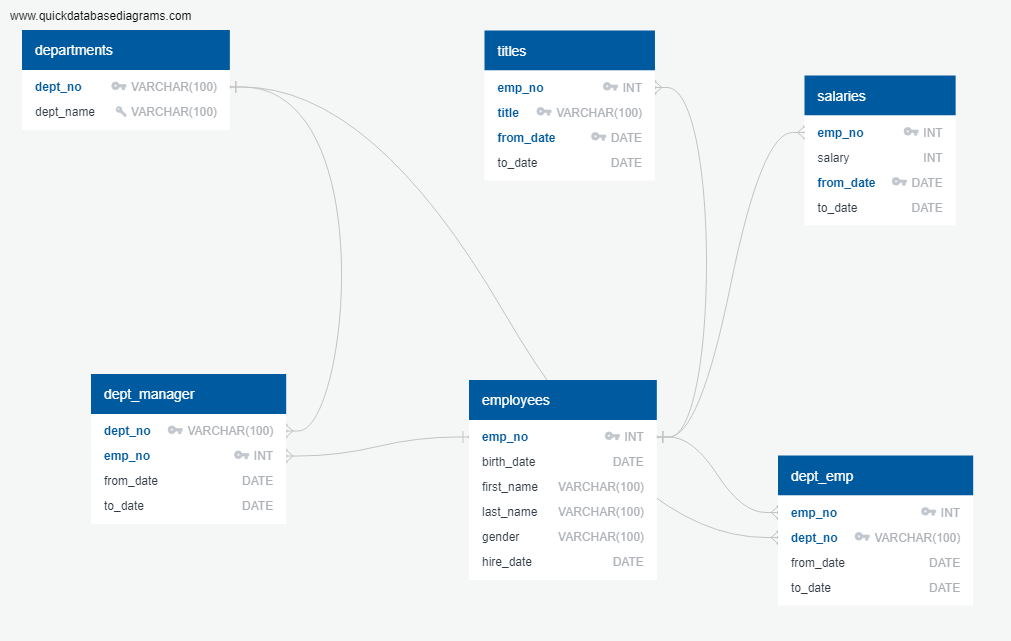 www.quickdatabasediagrams.com
departments
dept_no VARCHAR(100)
dept_name VARCHAR(100)
titles
emp_no INT
title VARCHAR(100)
from_date DATE
to_date DATE
salaries
emp_no INT
salary INT
from_date DATE
to_date DATE
dept_manager
dept_no VARCHAR(100)
emp_no INT
from_date DATE
to_date DATE
employees
emp_no INT
birth_date DATE
first_name VARCHAR(100)
last_name VARCHAR(100)
gender VARCHAR(100)
hire_date DATE
dept_emp
emp_no INT
dept_no VARCHAR(100)
from_date DATE
to_date DATE